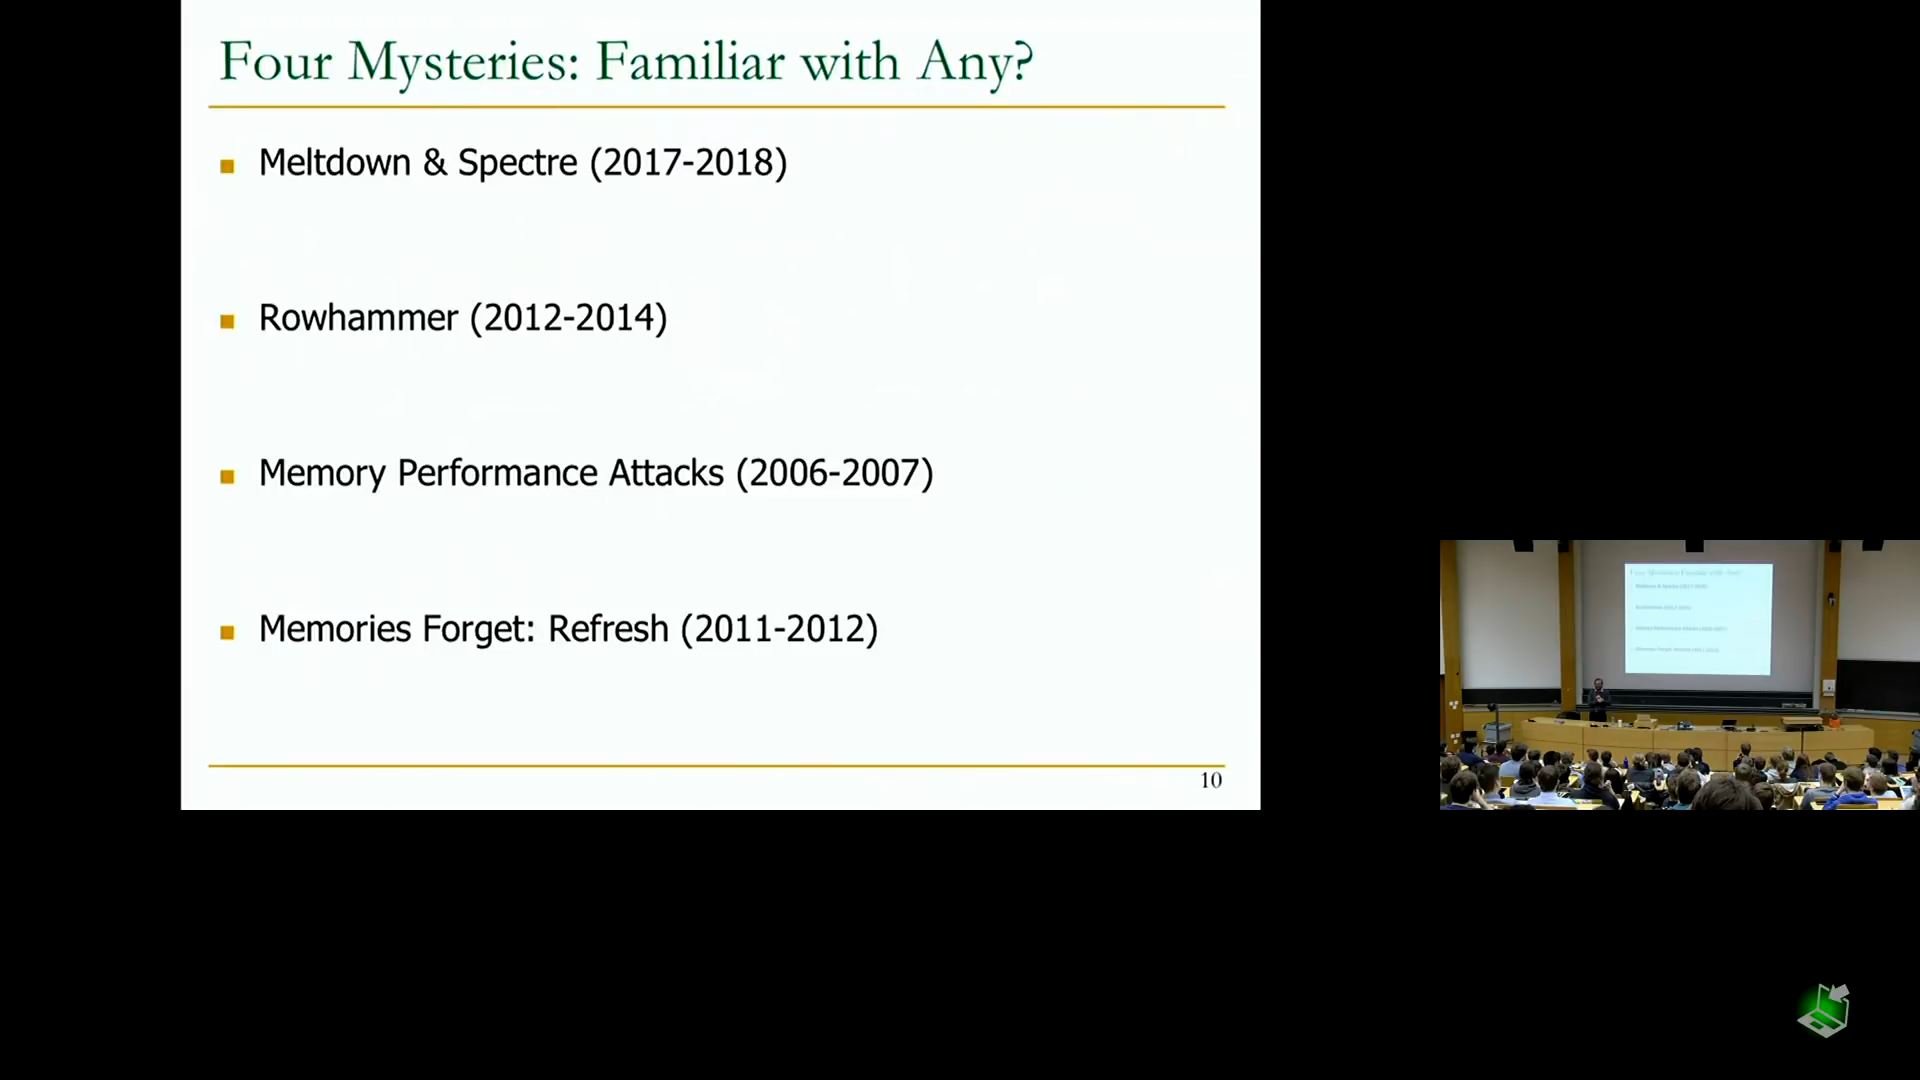 Four Mysteries: Familiar with Any?
Meltdown & Spectre (2017-2018)
Rowhammer (2012-2014)
Memory Performance Attacks (2006-2007)
Memories Forget: Refresh (2011-2012)
10